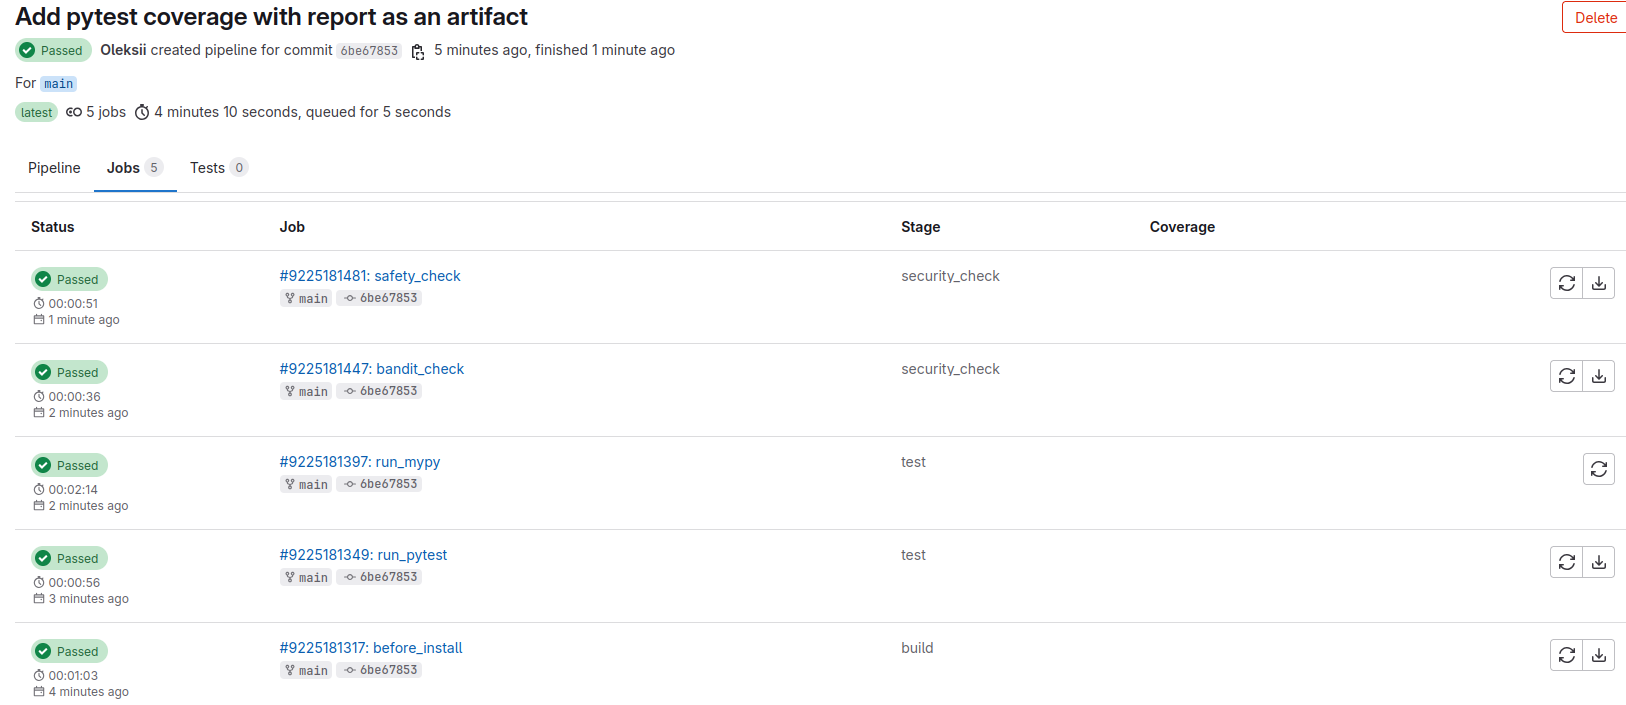 Add pytest coverage with report as an artifact
Delete
Passed Oleksii created pipeline for commit 6be67853 5 minutes ago, finished 1 minute ago
For main
latest 5 jobs 4 minutes 10 seconds, queued for 5 seconds
Pipeline Jobs 5 Tests 0
Status Job Stage Coverage
Passed #9225181481: safety_check security_check
main 6be67853
00:00:51
1 minute ago
Passed #9225181447: bandit_check security_check
main 6be67853
00:00:36
2 minutes ago
Passed #9225181397: run_mypy test
main 6be67853
00:02:14
2 minutes ago
Passed #9225181349: run_pytest test
main 6be67853
00:00:56
3 minutes ago
Passed #9225181317: before_install build
main 6be67853
00:01:03
4 minutes ago